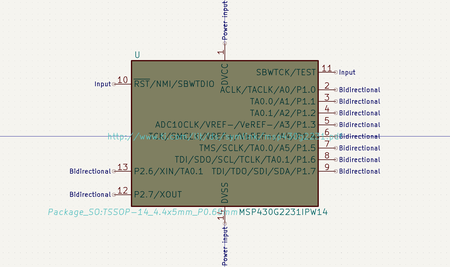 Power input
1
U
DVCC
SBWTCK/TEST 11 Input
Input 10 RST/NMI/SBWTDIO
ACLK/TACLK/A0/P1.0 2 Bidirectional
TA0.0/A1/P1.1 3 Bidirectional
TA0.1/A2/P1.2 4 Bidirectional
ADC10CLK/VREF-/VeREF-/A3/P1.3 5 Bidirectional
6 Bidirectional
TMS/SCLK/TA0.0/A5/P1.5 7 Bidirectional
TDI/SDO/SCL/TCLK/TA0.1/P1.6 8 Bidirectional
Bidirectional 13 P2.6/XIN/TA0.1 TDI/TDO/SDI/SDA/P1.7 9 Bidirectional
Bidirectional 12 P2.7/XOUT
DVSS
Package_SO:TSSOP-14_4.4x5mm_P0.65mm MSP430G2231IPW14
14
Power input